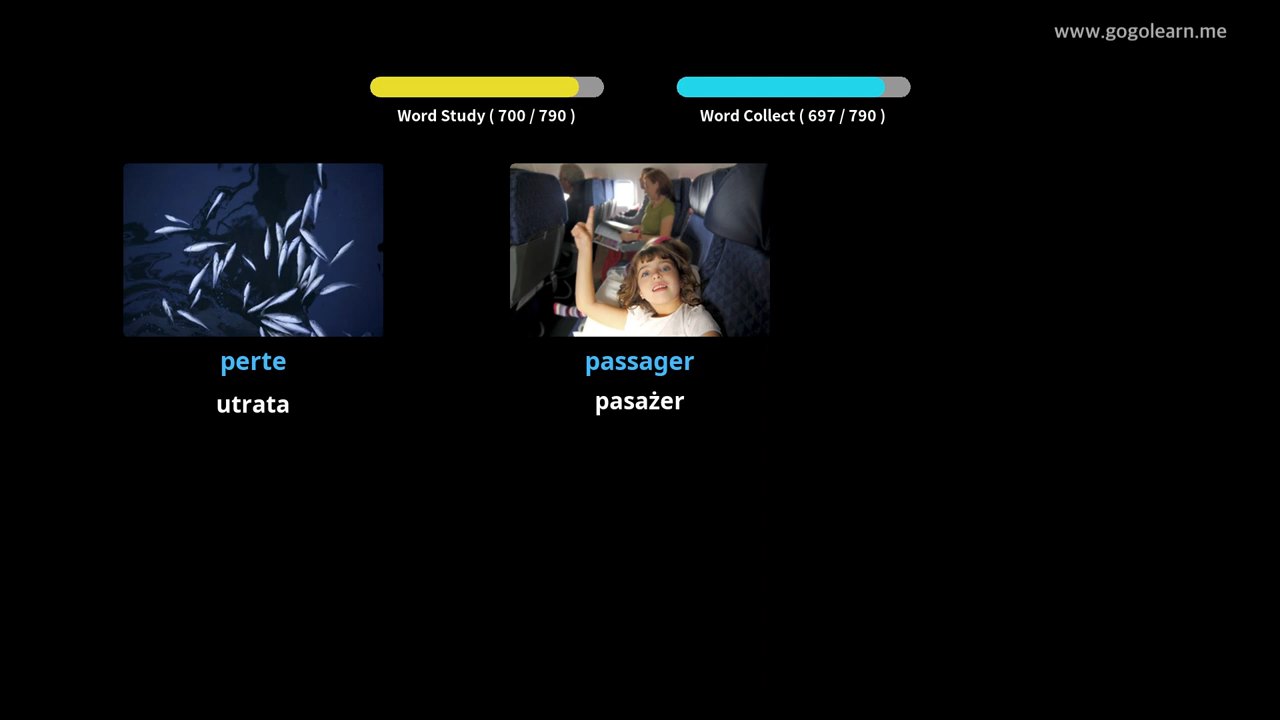 www.gogolearn.me
Word Study ( 700 / 790 )
Word Collect ( 697 / 790 )
perte
utrata
passager
pasażer